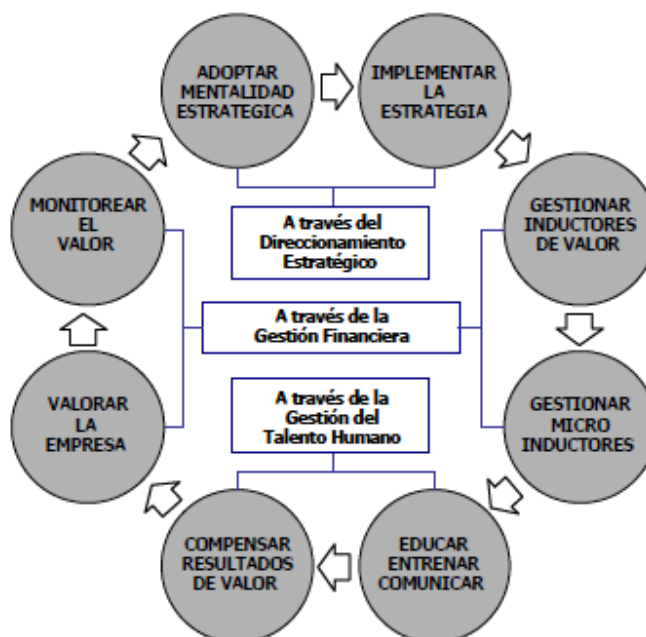 ADOPTAR
MENTALIDAD
ESTRATEGICA
IMPLEMENTAR
LA
ESTRATEGIA
MONITOREAR
EL
VALOR
A través del
Direccionamiento
Estratégico
GESTIONAR
INDUCTORES
DE VALOR
A través de la
Gestión Financiera
VALORAR
LA
EMPRESA
A través de la
Gestión del
Talento Humano
GESTIONAR
MICRO
INDUCTORES
COMPENSAR
RESULTADOS
DE VALOR
EDUCAR
ENTRENAR
COMUNICAR